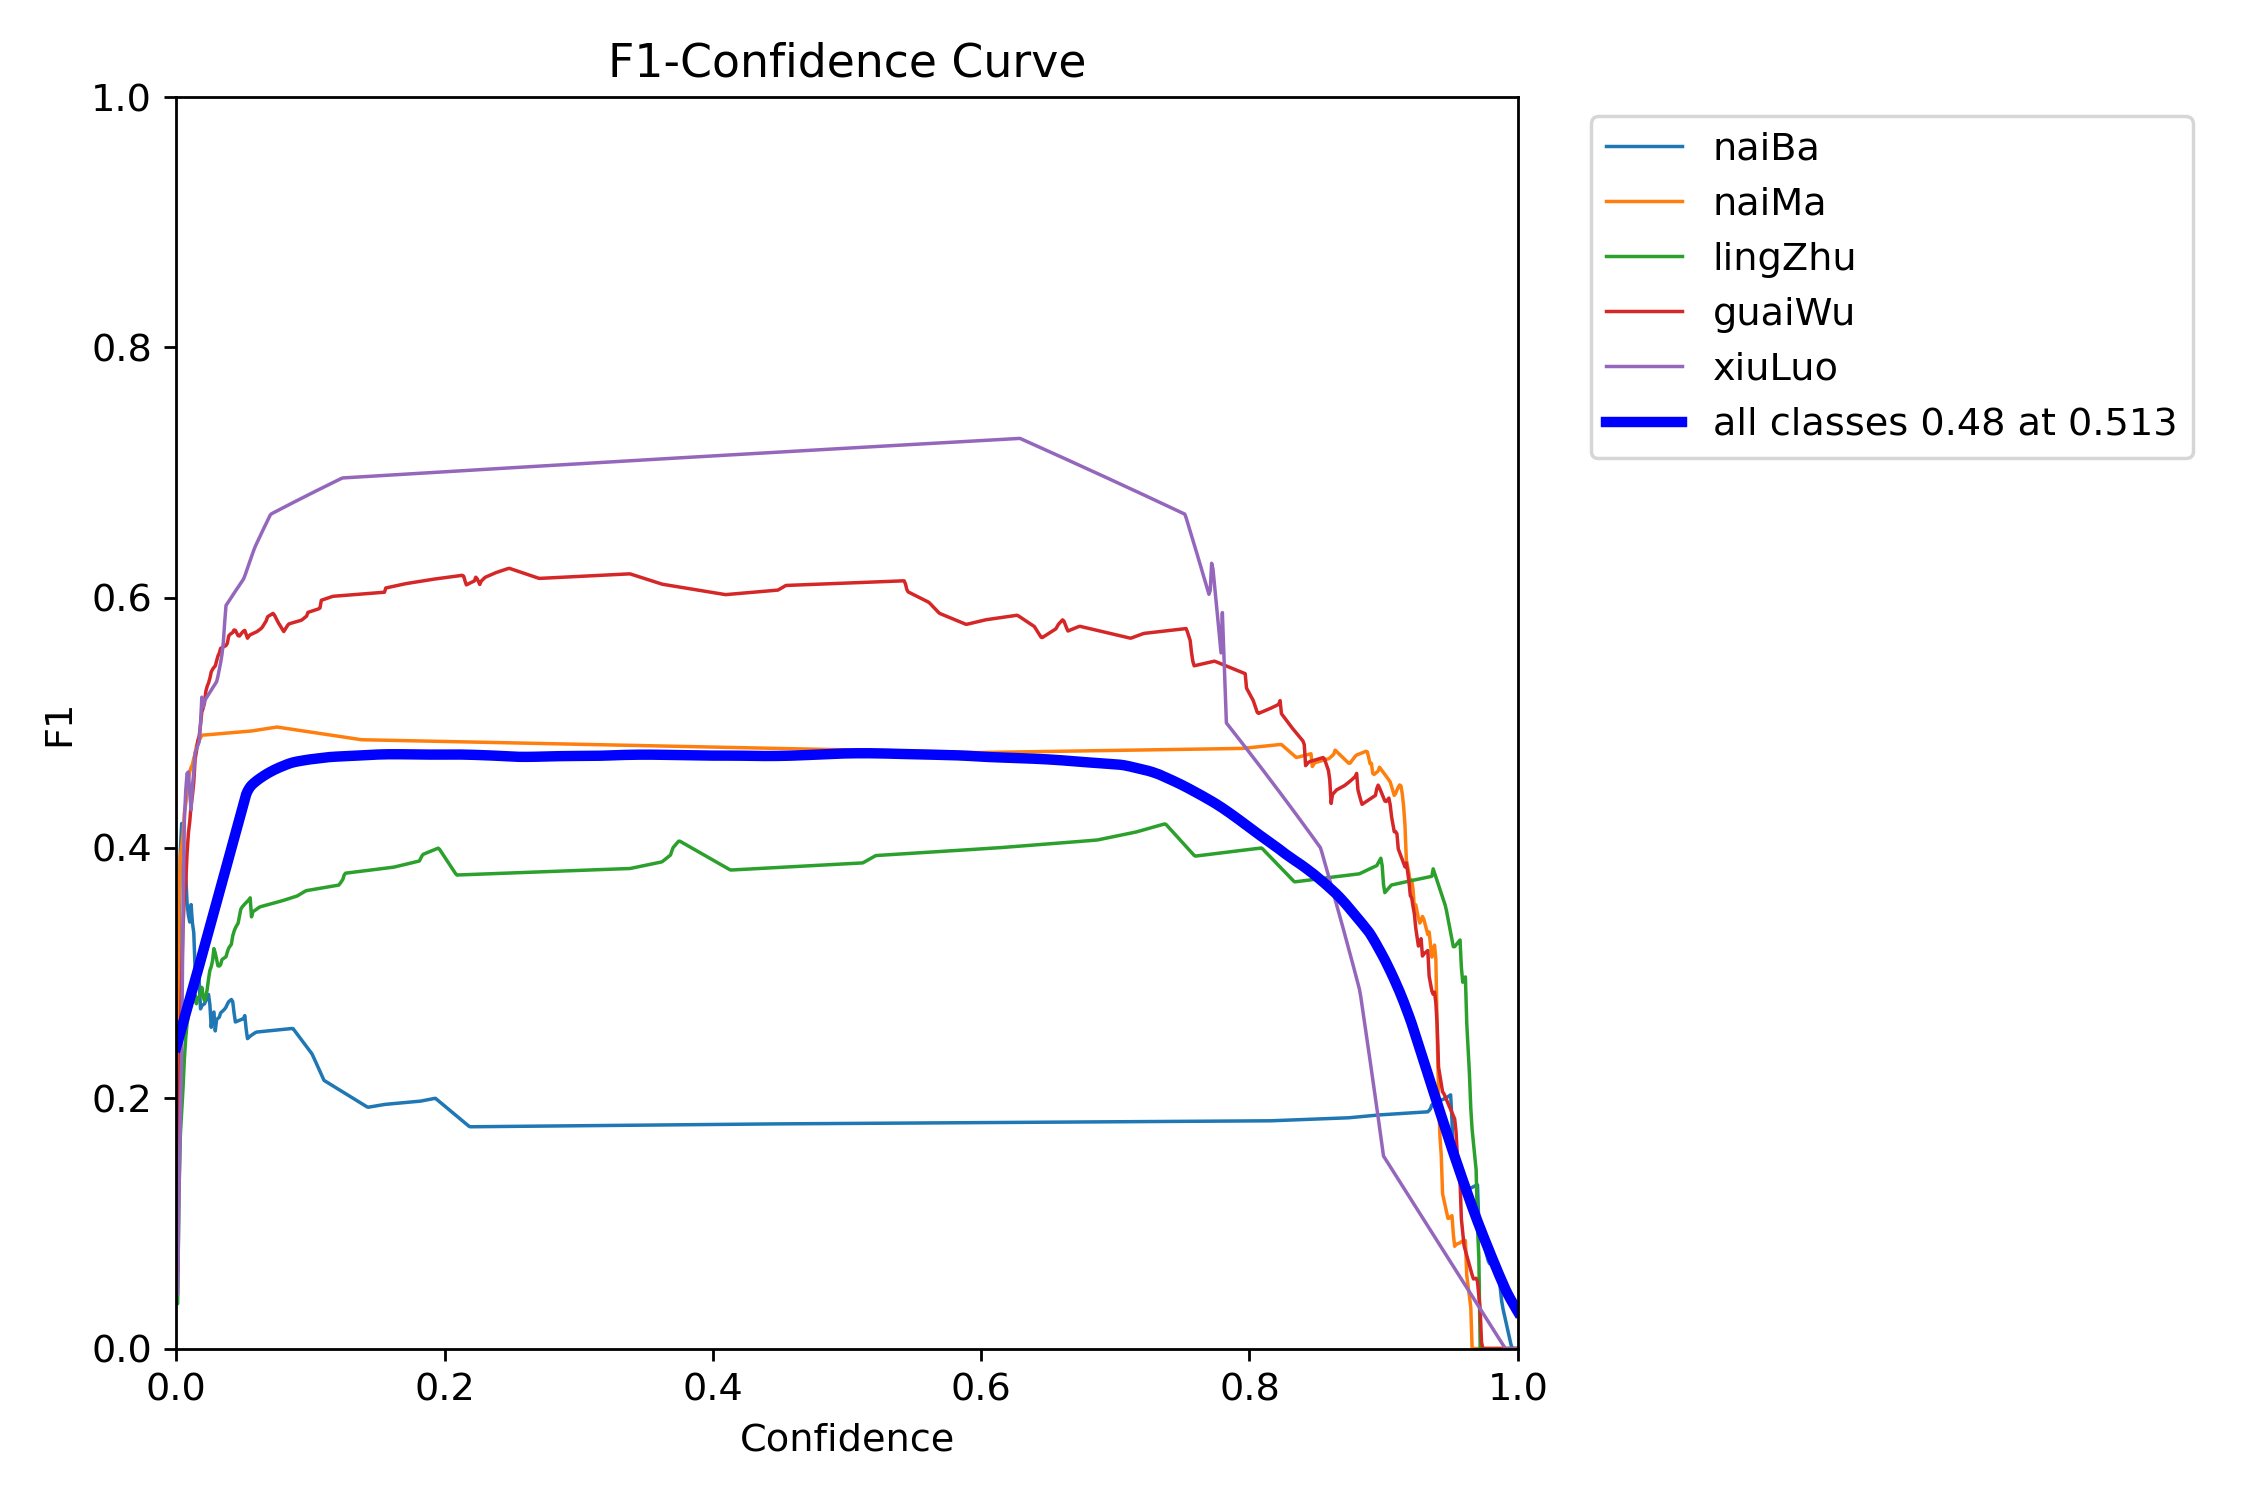 F1-Confidence Curve
1.0
0.8
0.6
0.4
0.2
0.0
F1
0.0 0.2 0.4 0.6 0.8 1.0
Confidence
naiBa
naiMa
lingZhu
guaiWu
xiuLuo
all classes 0.48 at 0.513